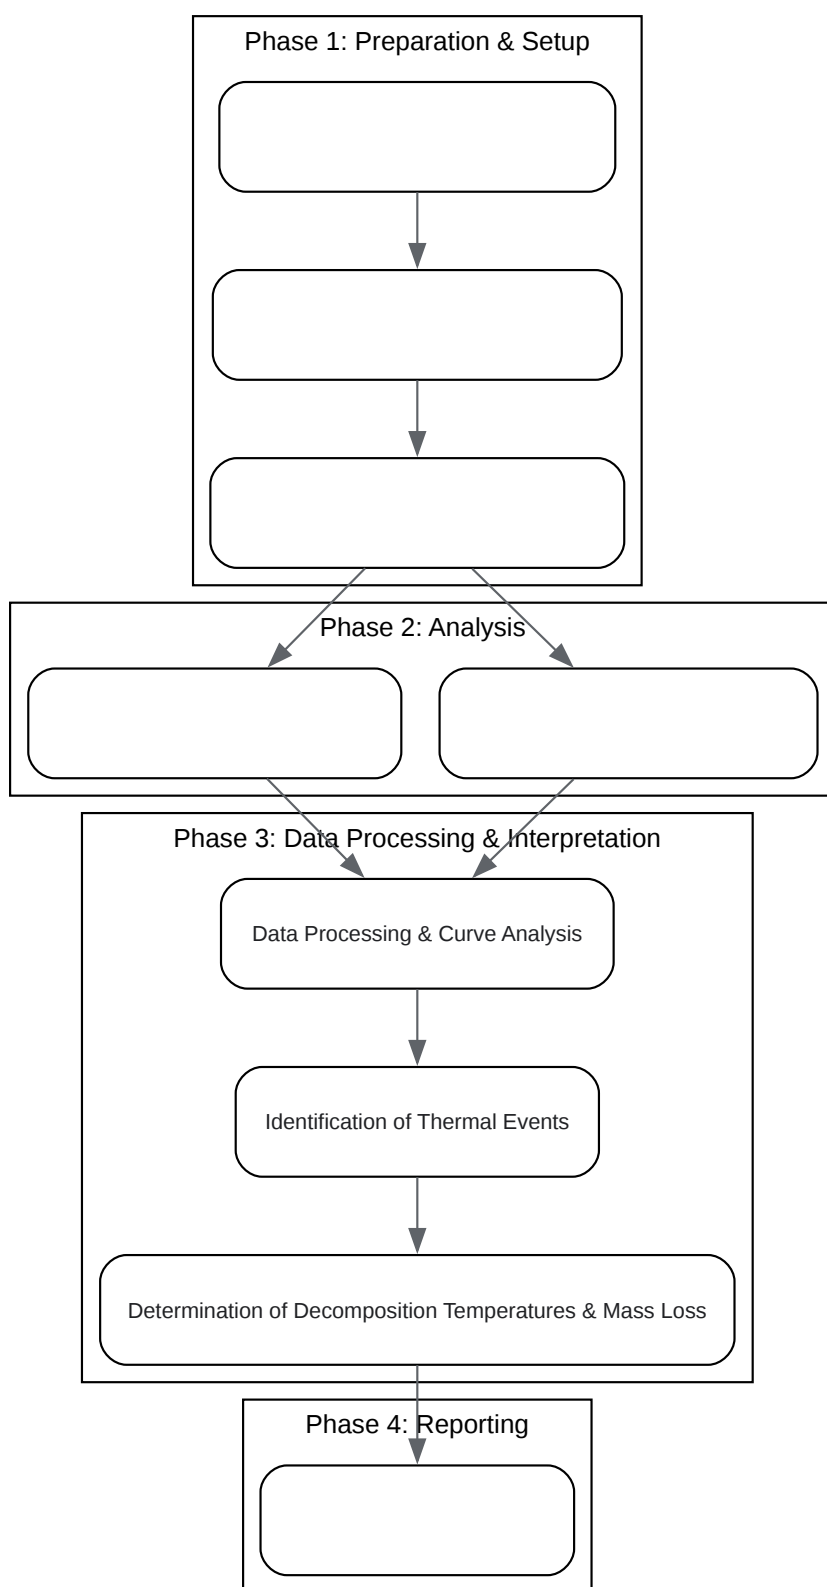 Phase 1: Preparation & Setup
Phase 2: Analysis
Phase 3: Data Processing & Interpretation
Data Processing & Curve Analysis
Identification of Thermal Events
Determination of Decomposition Temperatures & Mass Loss
Phase 4: Reporting